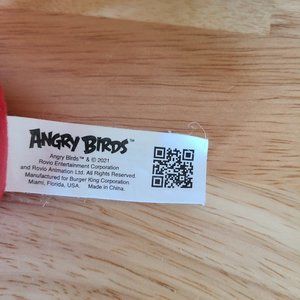 ANGRY BIRDS™
Angry Birds™ & © 2021
Rovio Entertainment Corporation
and Rovio Animation Ltd. All Rights Reserved.
Manufactured for Burger King Corporation
Miami, Florida, USA. Made in China.